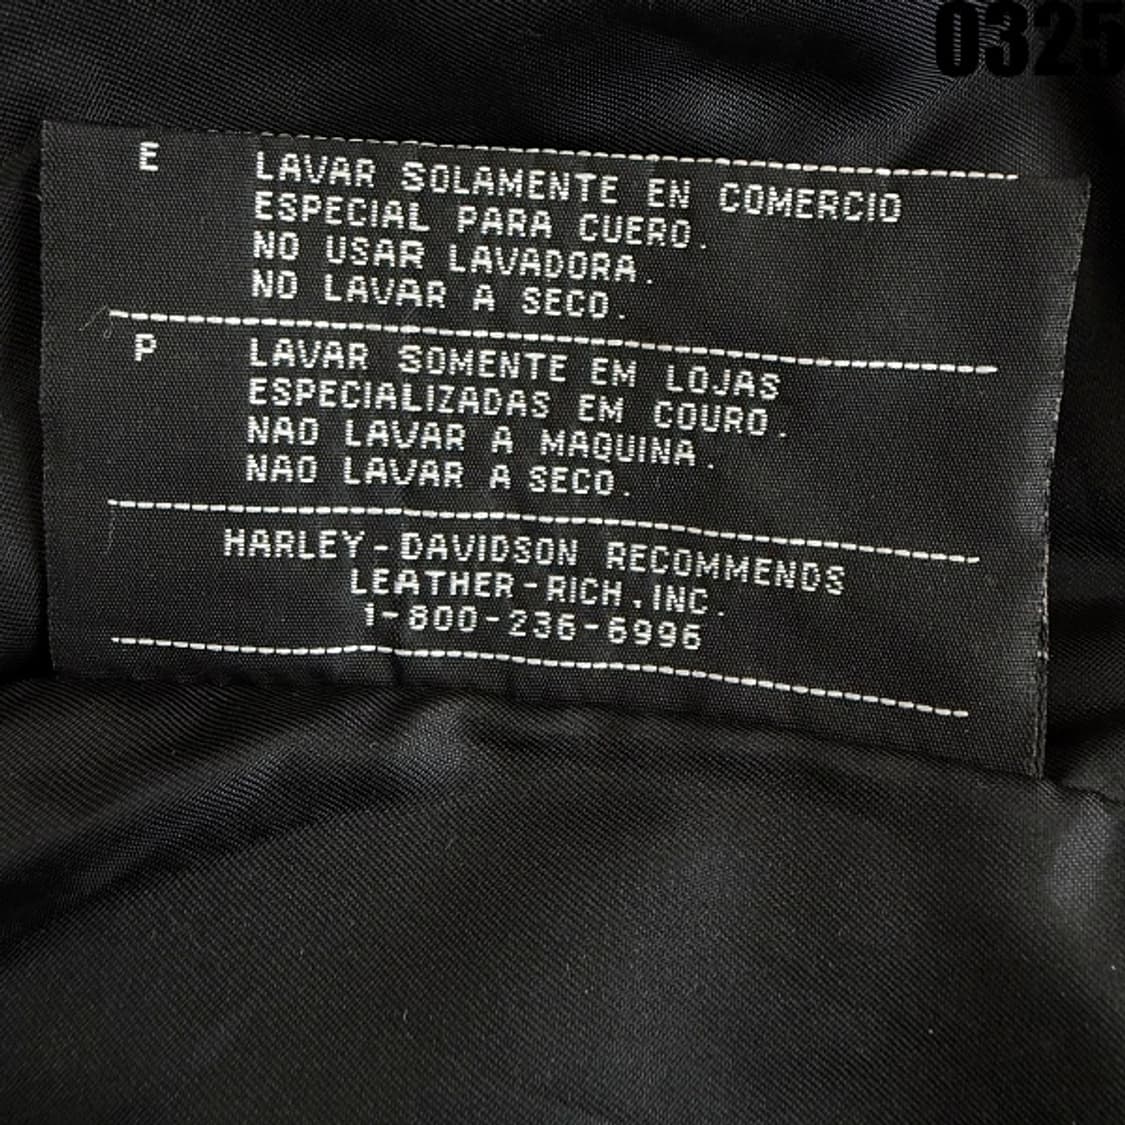 0325
E LAVAR SOLAMENTE EN COMERCIO
ESPECIAL PARA CUERO.
NO USAR LAVADORA.
NO LAVAR A SECO.
P LAVAR SOMENTE EM LOJAS
ESPECIALIZADAS EM COURO.
NAO LAVAR A MAQUINA.
NAO LAVAR A SECO.
HARLEY-DAVIDSON RECOMMENDS
LEATHER-RICH,INC.
1-800-236-6996